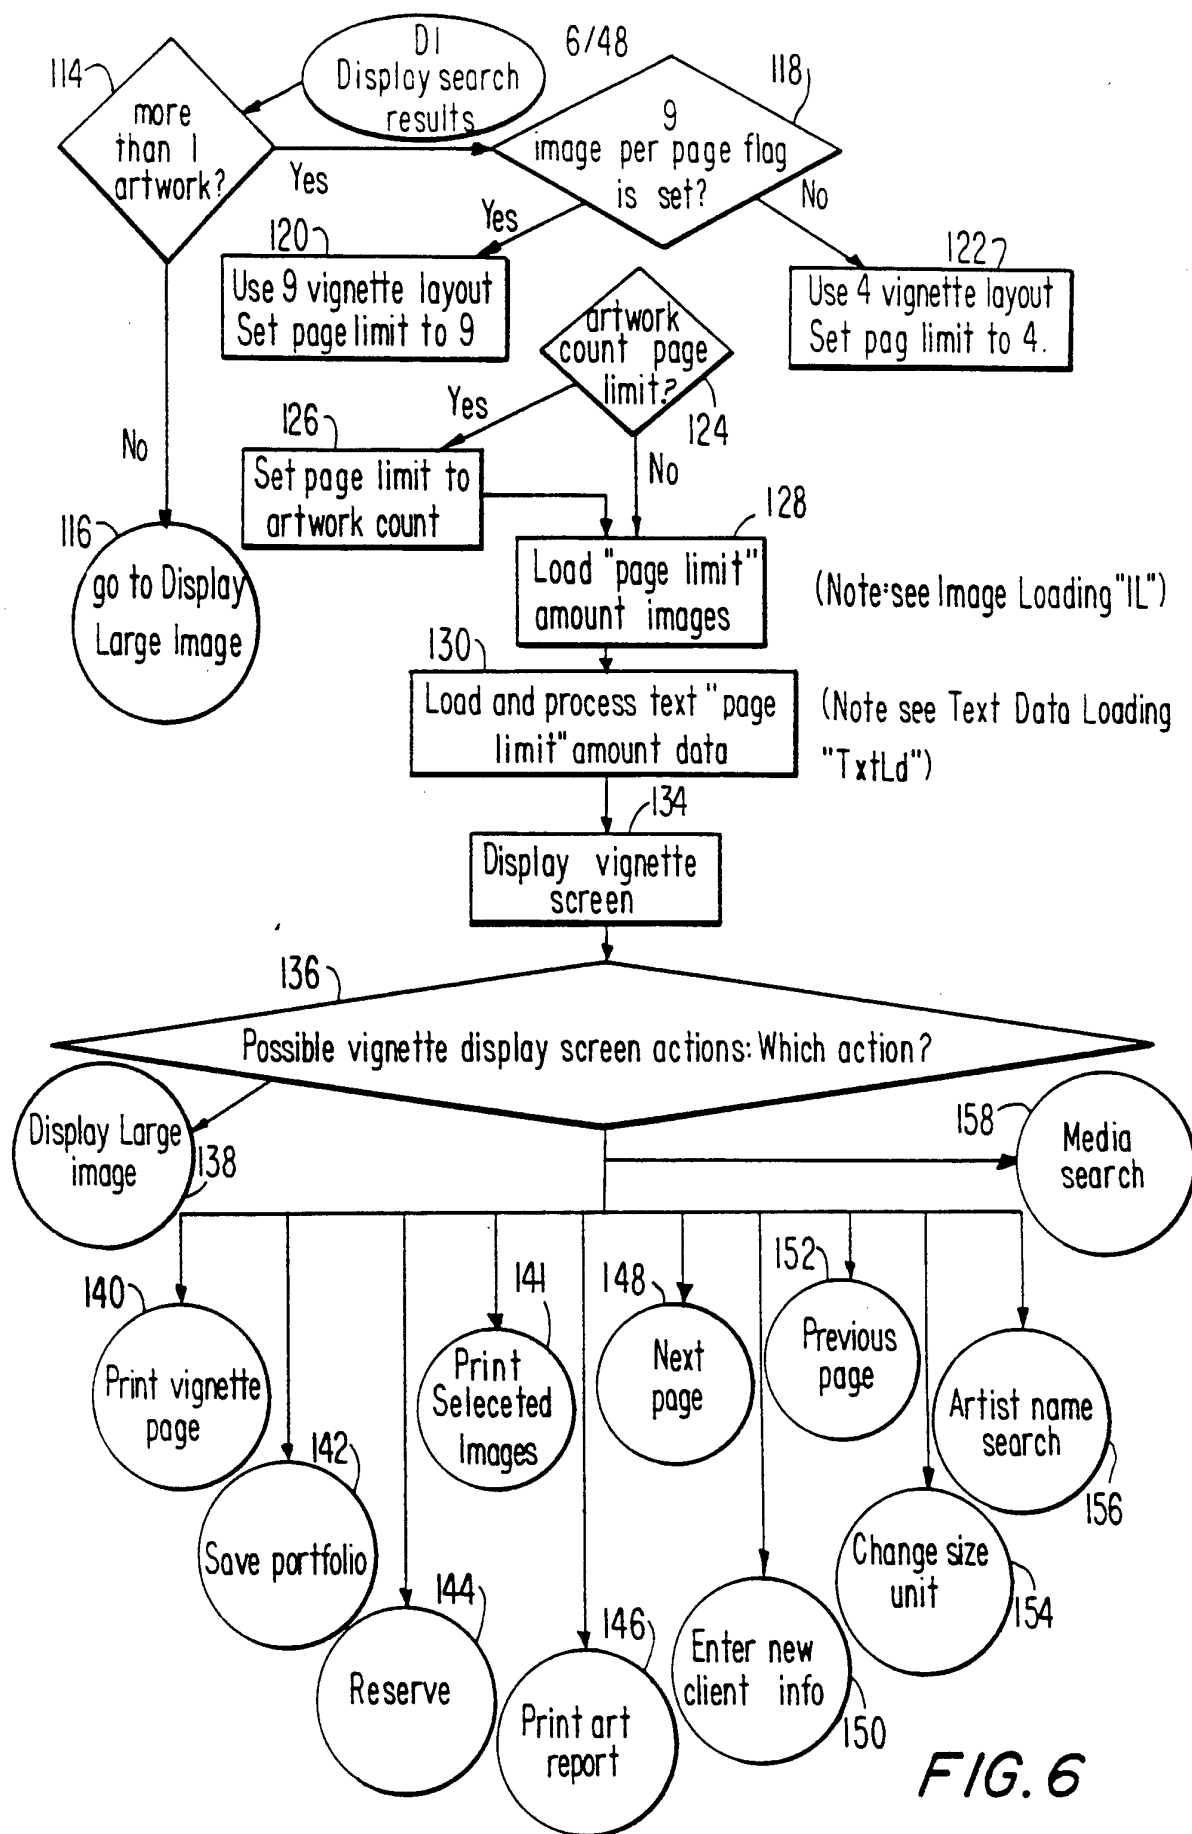 D1
Display search
results
6/48
114
more
than 1
artwork?
Yes
118
9
image per page flag
is set?
Yes
No
120
Use 9 vignette layout
Set page limit to 9
122
Use 4 vignette layout
Set pag limit to 4.
artwork
count page
limit?
124
Yes
No
126
Set page limit to
artwork count
No
116
go to Display
Large Image
128
Load "page limit"
amount images
(Note:see Image Loading "IL")
130
Load and process text "page
limit" amount data
(Note see Text Data Loading
"TxtLd")
134
Display vignette
screen
136
Possible vignette display screen actions: Which action?
Display Large
image
138
158
Media
search
140
Print vignette
page
142
Save portfolio
144
Reserve
141
Print
Seleceted
Images
146
Print art
report
148
Next
page
150
Enter new
client info
152
Previous
page
154
Change size
unit
Artist name
search
156
FIG. 6